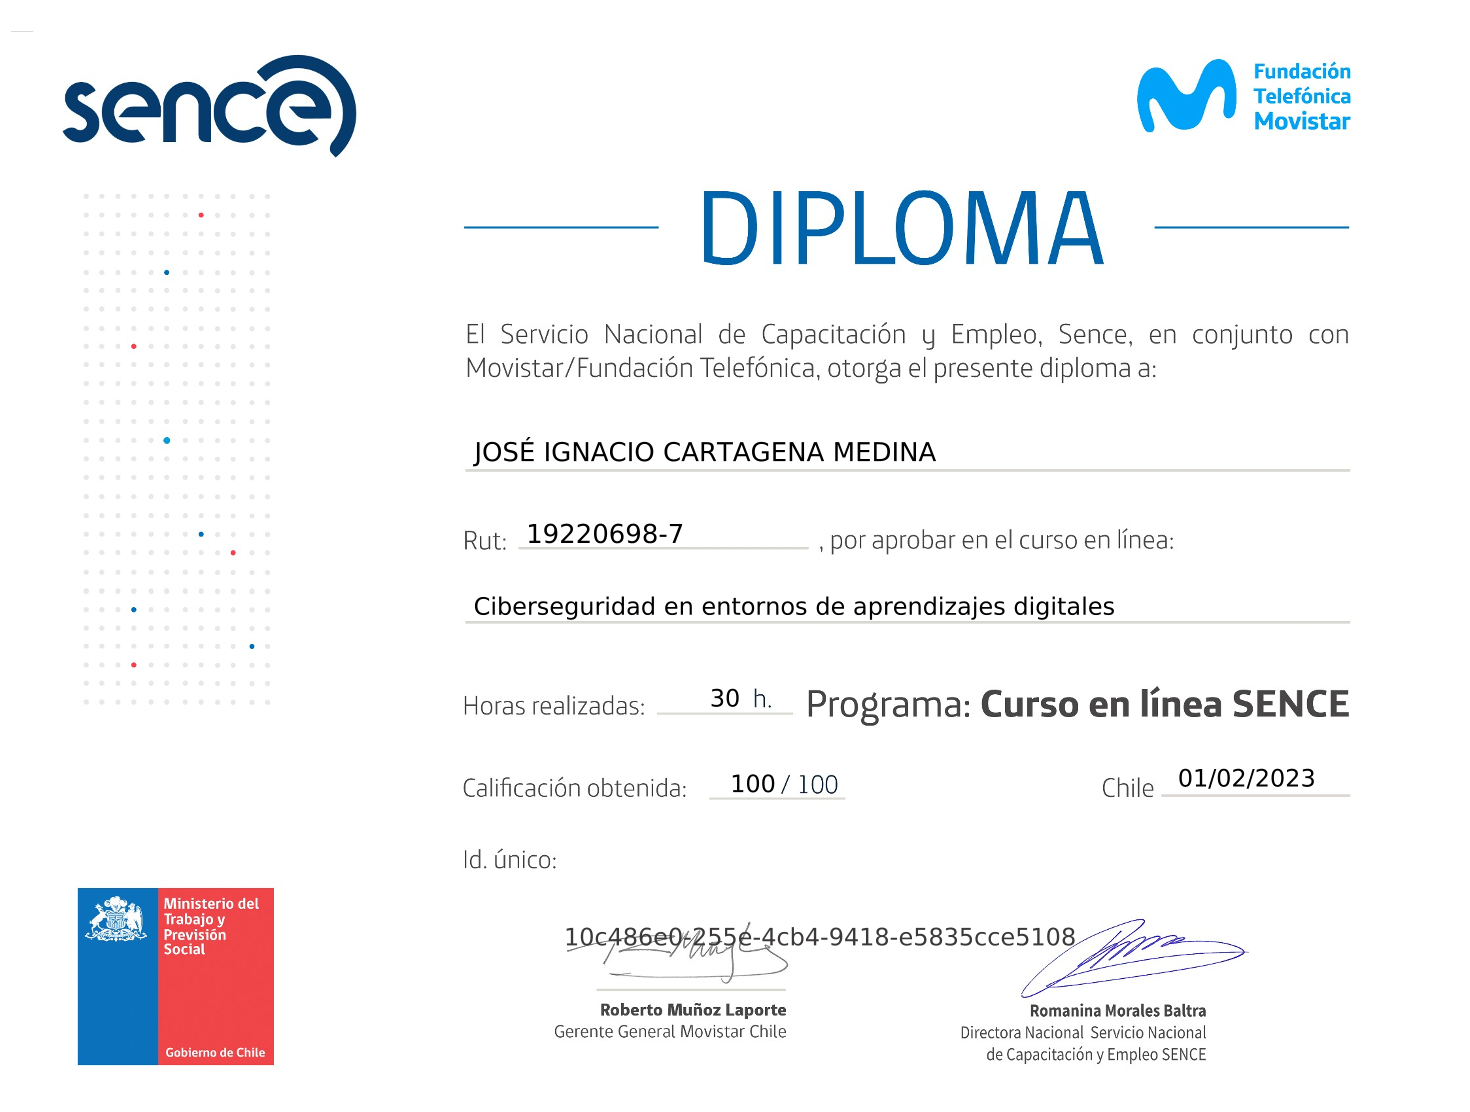 sence
Fundación
Telefónica
Movistar
DIPLOMA
El Servicio Nacional de Capacitación y Empleo, Sence, en conjunto con
Movistar/Fundación Telefónica, otorga el presente diploma a:
JOSÉ IGNACIO CARTAGENA MEDINA
Rut: 19220698-7 , por aprobar en el curso en línea:
Ciberseguridad en entornos de aprendizajes digitales
Horas realizadas: 30 h. Programa: Curso en línea SENCE
Calificación obtenida: 100 / 100 Chile 01/02/2023
Id. único:
10c486e0-255e-4cb4-9418-e5835cce5108
Ministerio del
Trabajo y
Previsión
Social
Gobierno de Chile
Roberto Muñoz Laporte
Gerente General Movistar Chile
Romanina Morales Baltra
Directora Nacional Servicio Nacional
de Capacitación y Empleo SENCE